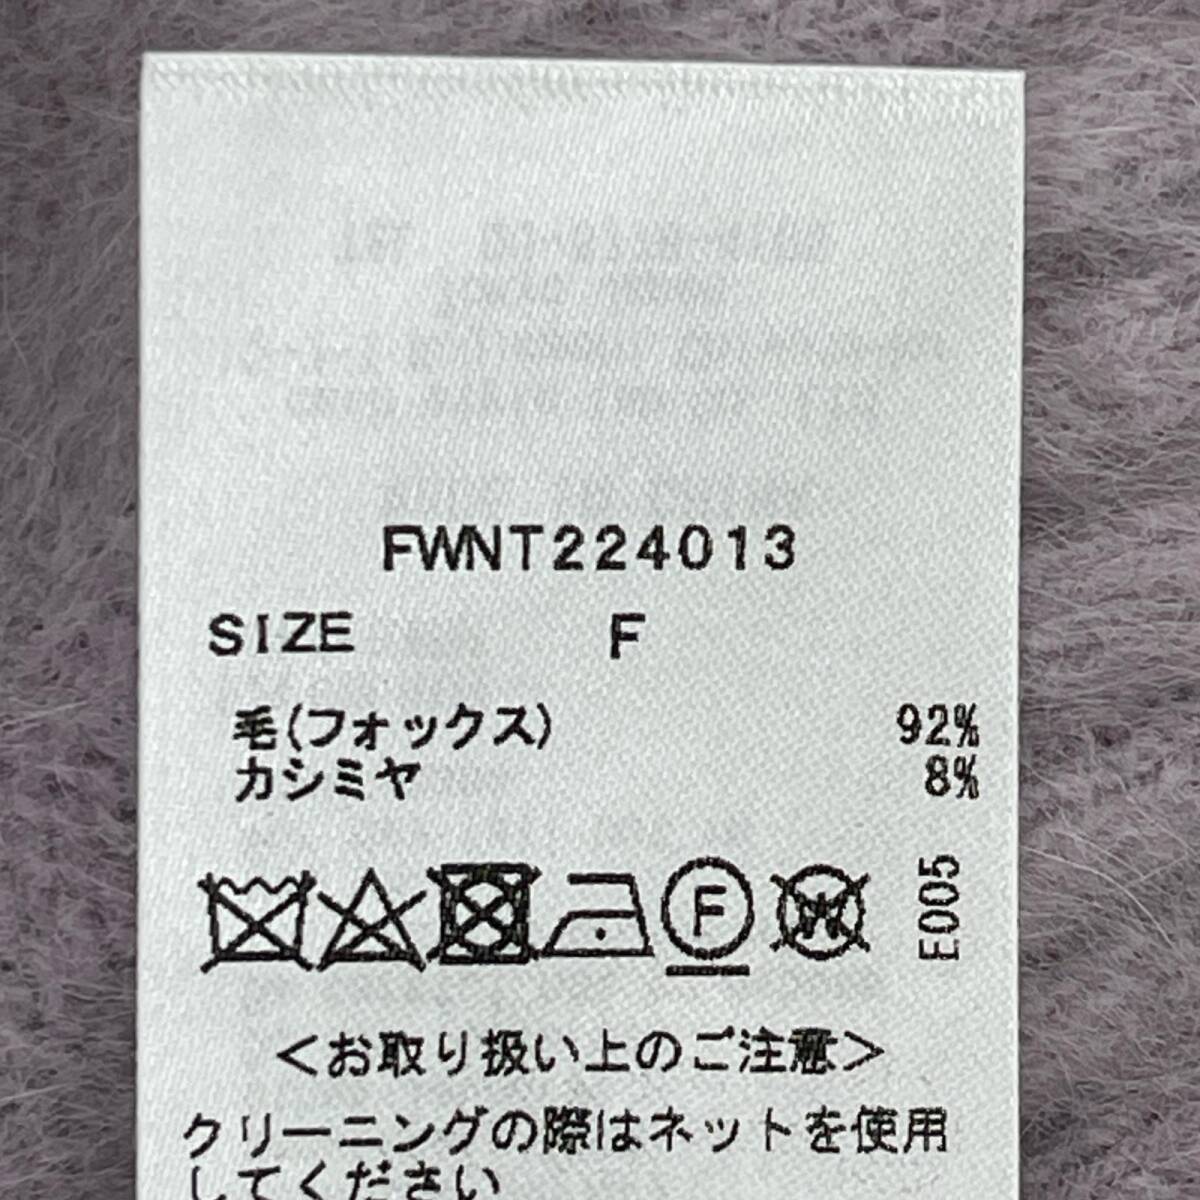 FWNT224013
SIZE F
毛(フォックス) 92%
カシミヤ 8%
F W E005
＜お取り扱い上のご注意＞
クリーニングの際はネットを使用
してください